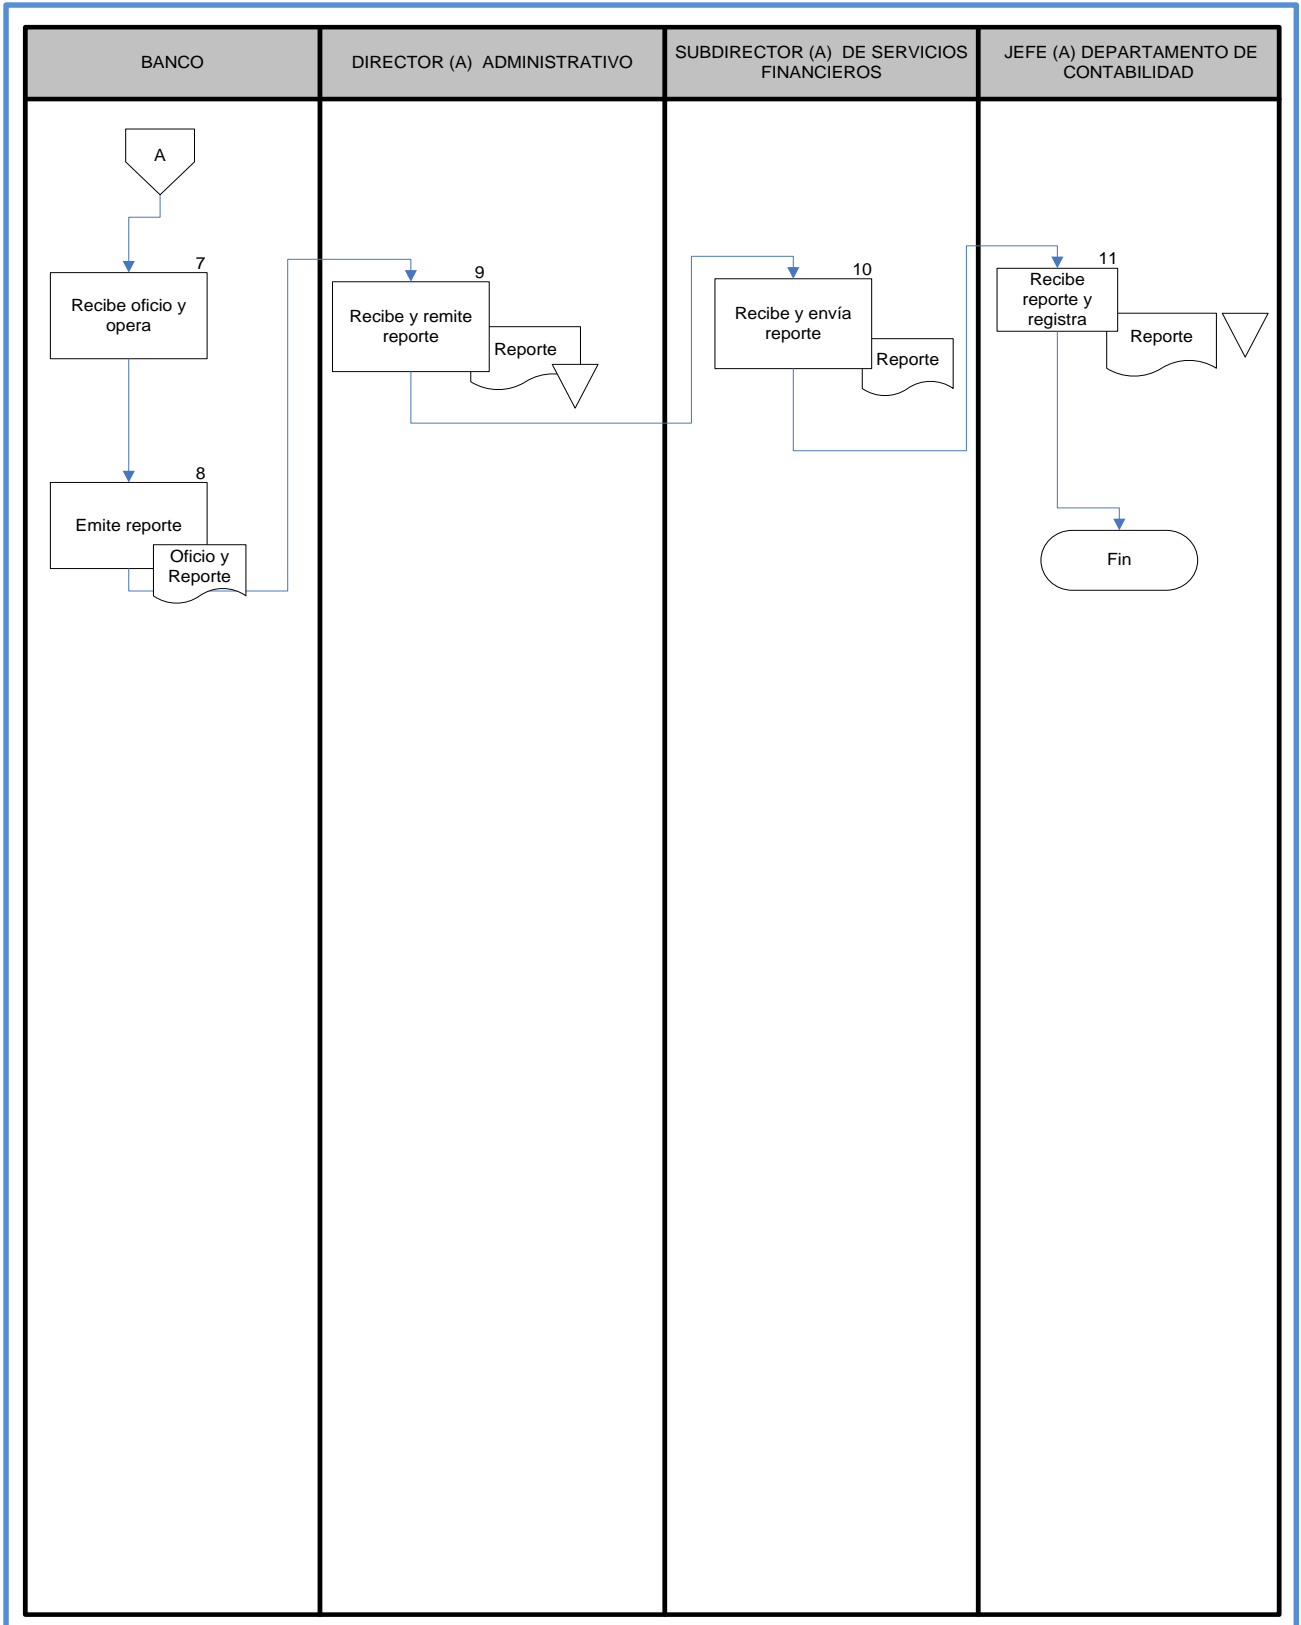 BANCO
DIRECTOR (A) ADMINISTRATIVO
SUBDIRECTOR (A) DE SERVICIOS
FINANCIEROS
JEFE (A) DEPARTAMENTO DE
CONTABILIDAD
A
7
Recibe oficio y
opera
8
Emite reporte
Oficio y
Reporte
9
Recibe y remite
reporte
Reporte
10
Recibe y envía
reporte
Reporte
11
Recibe
reporte y
registra
Reporte
Fin